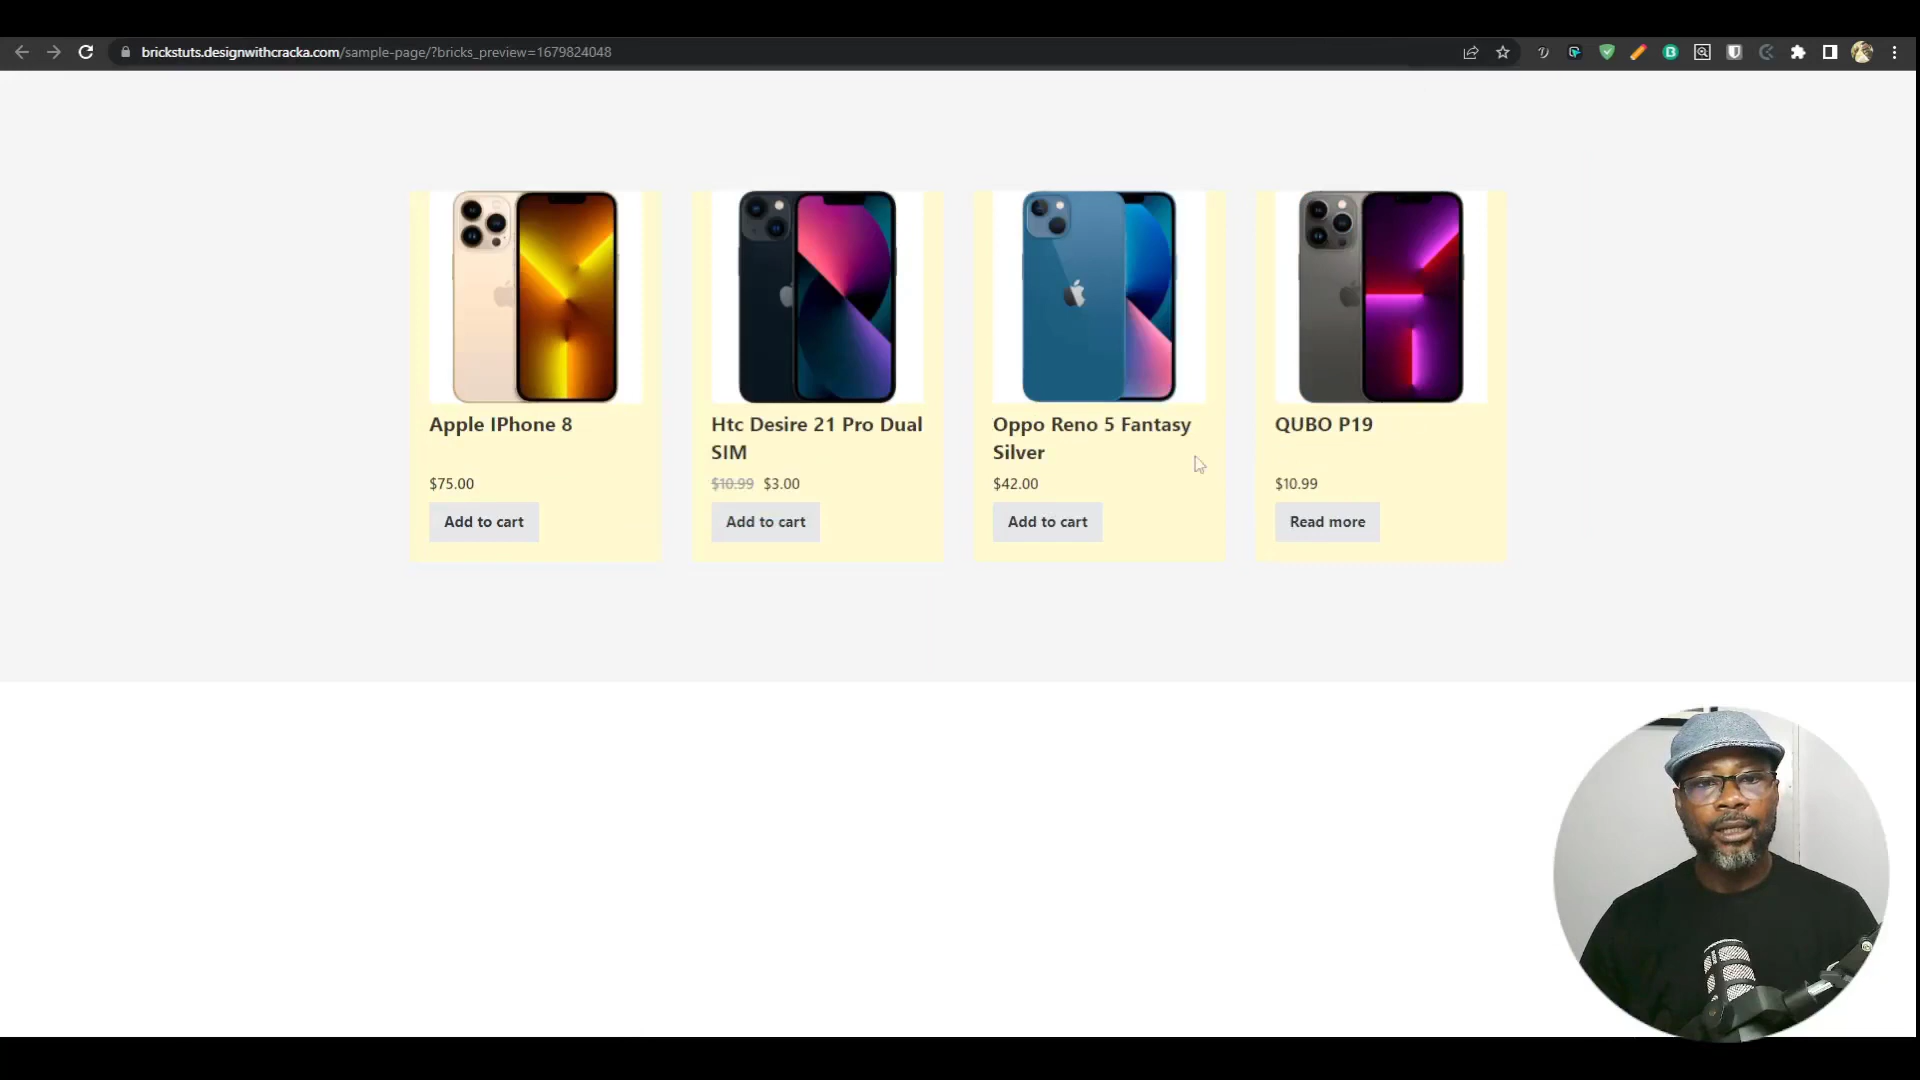 brickstuts.designwithcracka.com/sample-page/?bricks_preview=1679824048
Apple IPhone 8
$75.00
Add to cart
Htc Desire 21 Pro Dual
SIM
$10.99 $3.00
Add to cart
Oppo Reno 5 Fantasy
Silver
$42.00
Add to cart
QUBO P19
$10.99
Read more